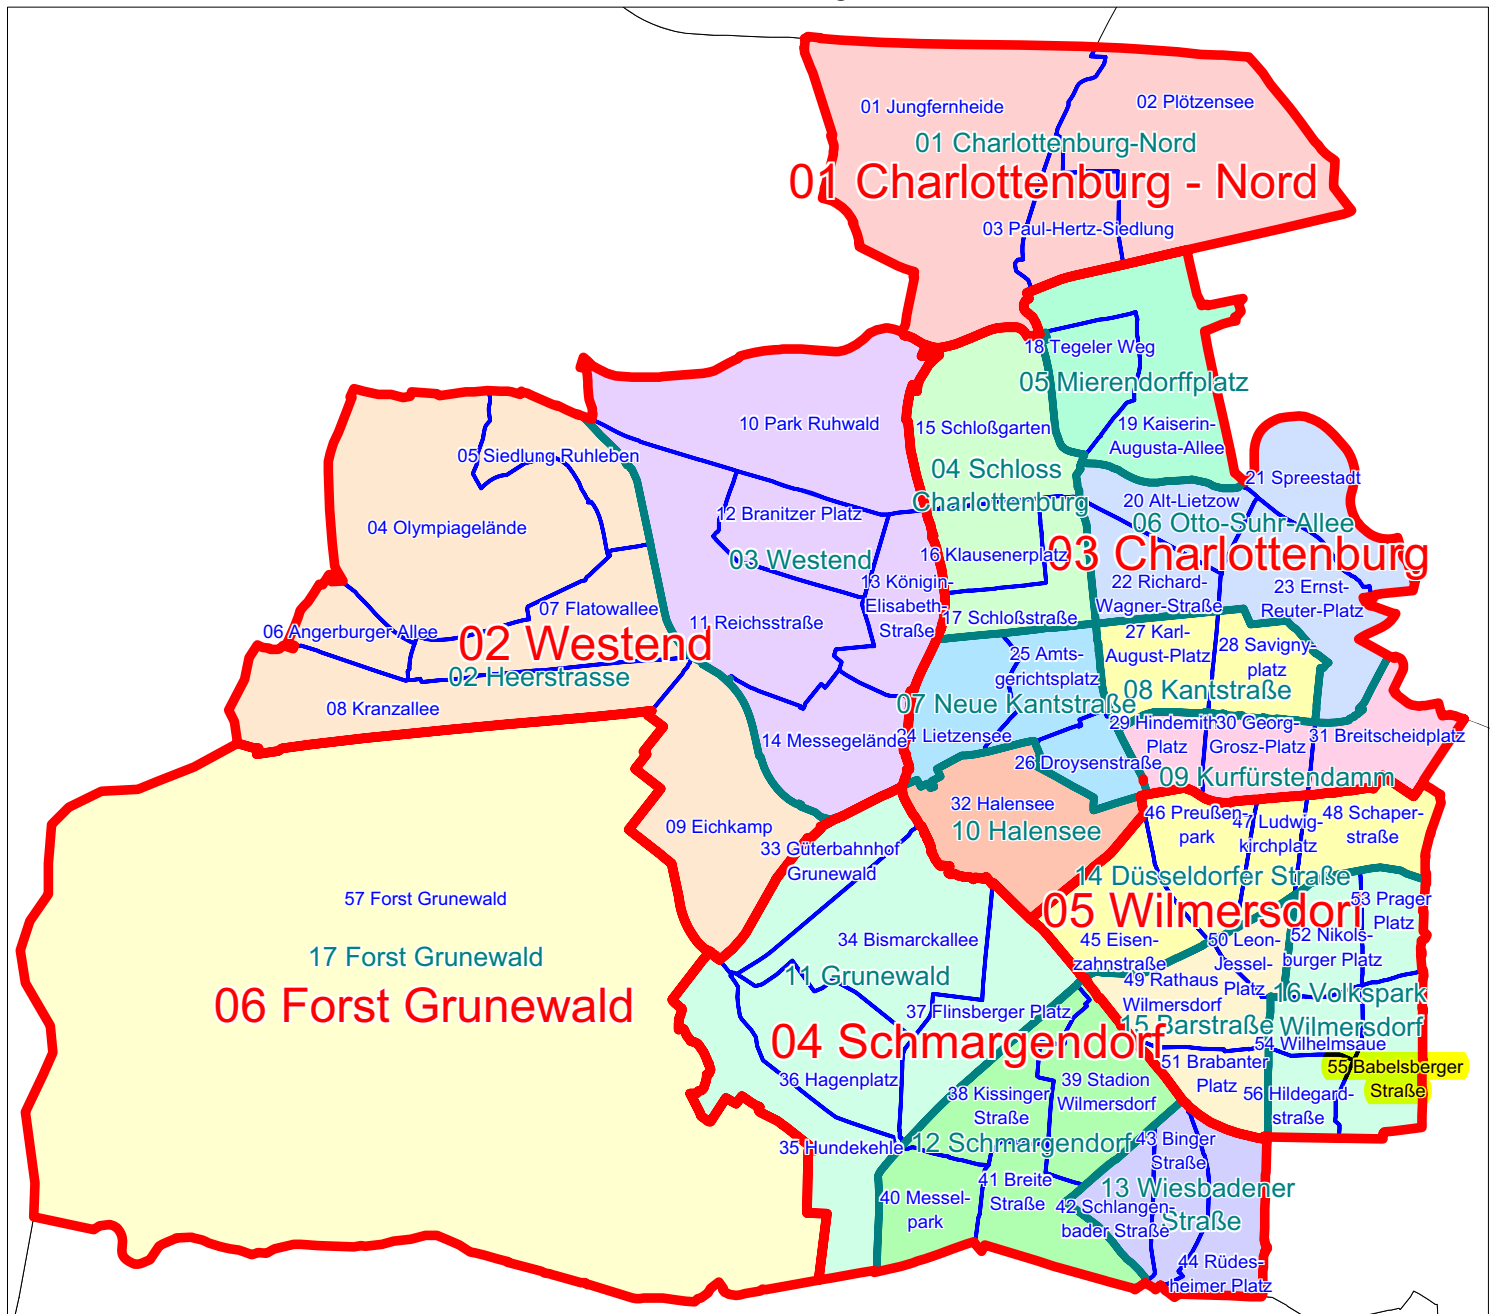 01 Jungfernheide
02 Plötzensee
01 Charlottenburg-Nord
01 Charlottenburg - Nord
03 Paul-Hertz-Siedlung
18 Tegeler Weg
05 Mierendorffplatz
10 Park Ruhwald
15 Schloßgarten
19 Kaiserin-
Augusta-Allee
05 Siedlung Ruhleben
04 Schloss
Charlottenburg
21 Spreestadt
20 Alt-Lietzow
04 Olympiagelände
12 Branitzer Platz
06 Otto-Suhr-Allee
03 Westend
16 Klausenerplatz
03 Charlottenburg
13 Königin-
Elisabeth-
Straße
22 Richard-
Wagner-Straße
23 Ernst-
Reuter-Platz
07 Flatowallee
11 Reichsstraße
17 Schloßstraße
06 Angerburger Allee
02 Westend
02 Heerstrasse
25 Amts-
gerichtsplatz
27 Karl-
August-Platz
28 Savigny-
platz
08 Kantstraße
08 Kranzallee
07 Neue Kantstraße
14 Messegelände
24 Lietzensee
29 Hindemith
Platz
30 Georg-
Grosz-Platz
31 Breitscheidplatz
26 Droysenstraße
09 Kurfürstendamm
32 Halensee
10 Halensee
09 Eichkamp
33 Güterbahnhof
Grunewald
46 Preußen-
park
47 Ludwig-
kirchplatz
48 Schaper-
straße
14 Düsseldorfer Straße
57 Forst Grunewald
05 Wilmersdorf
53 Prager
Platz
34 Bismarckallee
45 Eisen-
zahnstraße
50 Leon-
Jessel-
Platz
52 Nikols-
burger Platz
17 Forst Grunewald
11 Grunewald
49 Rathaus
Wilmersdorf
16 Volkspark
Wilmersdorf
06 Forst Grunewald
37 Flinsberger Platz
15 Barstraße
04 Schmargendorf
54 Wilhelmsaue
51 Brabanter
Platz
55 Babelsberger
Straße
36 Hagenplatz
38 Kissinger
Straße
39 Stadion
Wilmersdorf
56 Hildegard-
straße
35 Hundekehle
12 Schmargendorf
43 Binger
Straße
40 Messel-
park
41 Breite
Straße
13 Wiesbadener
Straße
42 Schlangen-
bader Straße
44 Rüdes-
heimer Platz